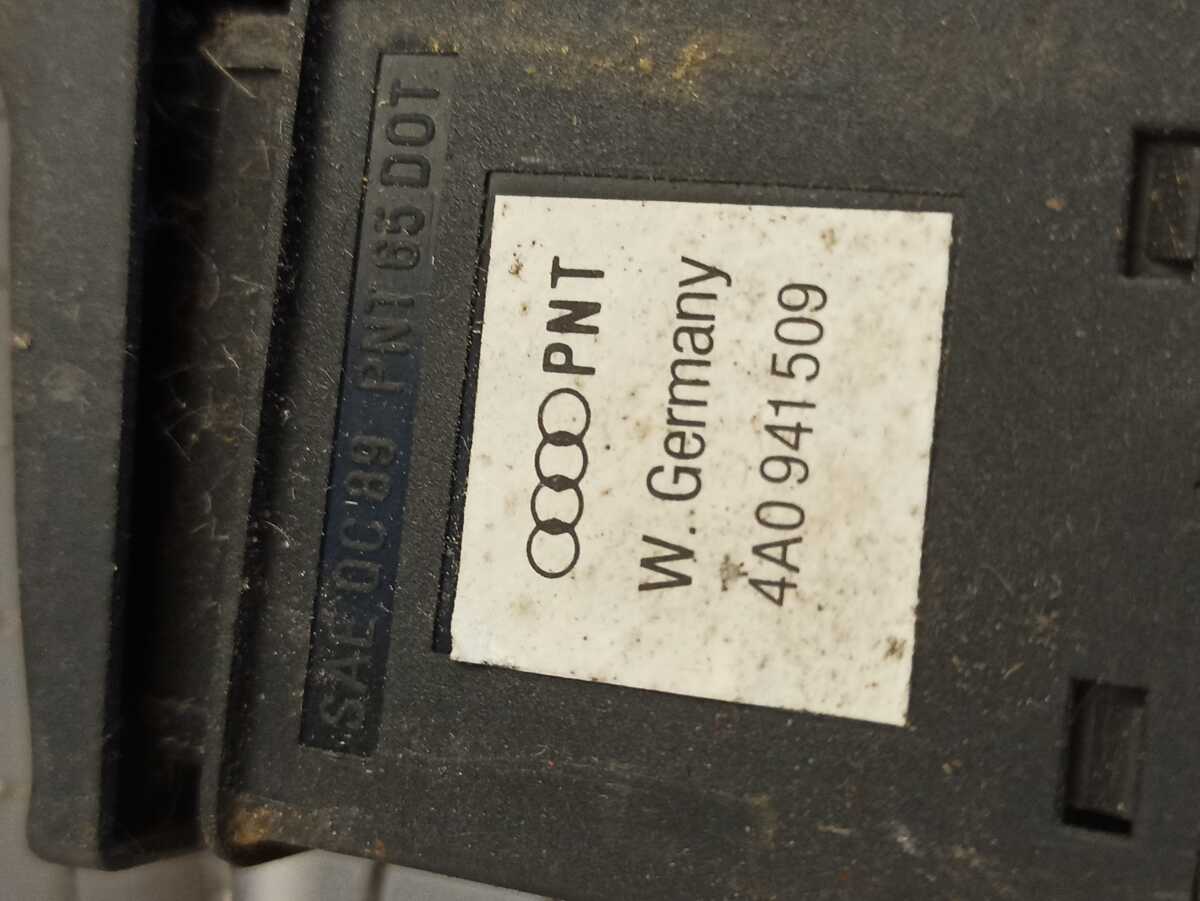 SAE QC 89 PNT 65 DOT
PNT
W. Germany
4A0 941 509